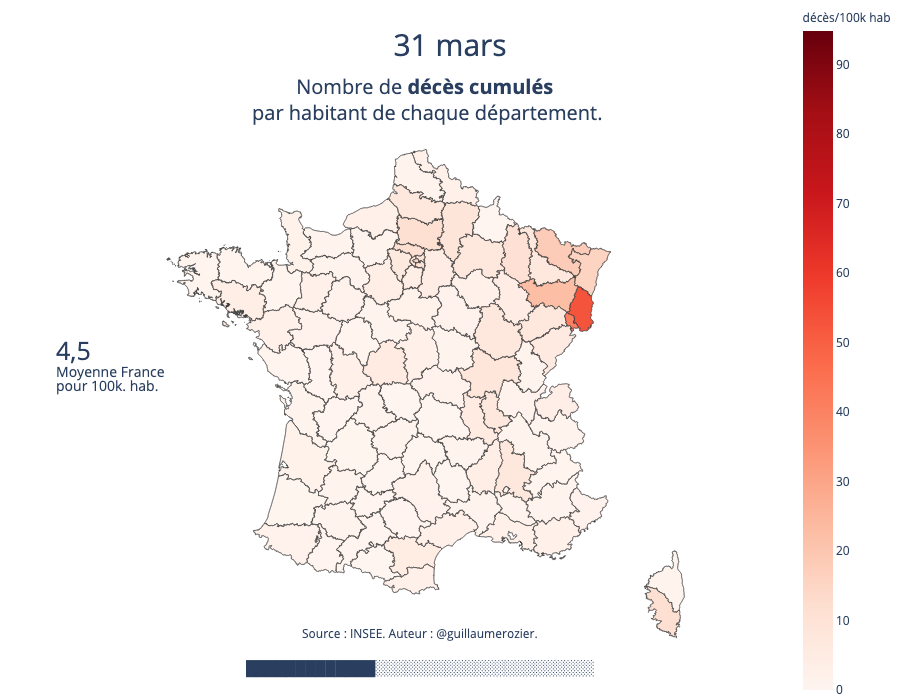 décès/100k hab
31 mars
Nombre de décès cumulés
par habitant de chaque département.
90
80
70
60
50
40
30
20
10
0
4,5
Moyenne France
pour 100k. hab.
Source : INSEE. Auteur : @guillaumerozier.